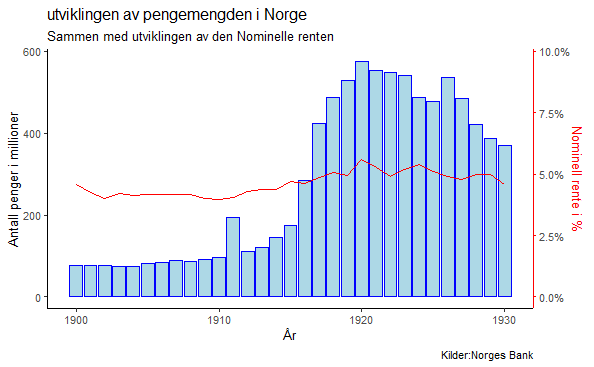 utviklingen av pengemengden i Norge
Sammen med utviklingen av den Nominelle renten
600
400
200
0
Antall penger i millioner
10.0%
7.5%
5.0%
2.5%
0.0%
Nominell rente i %
1900
1910
1920
1930
År
Kilder:Norges Bank